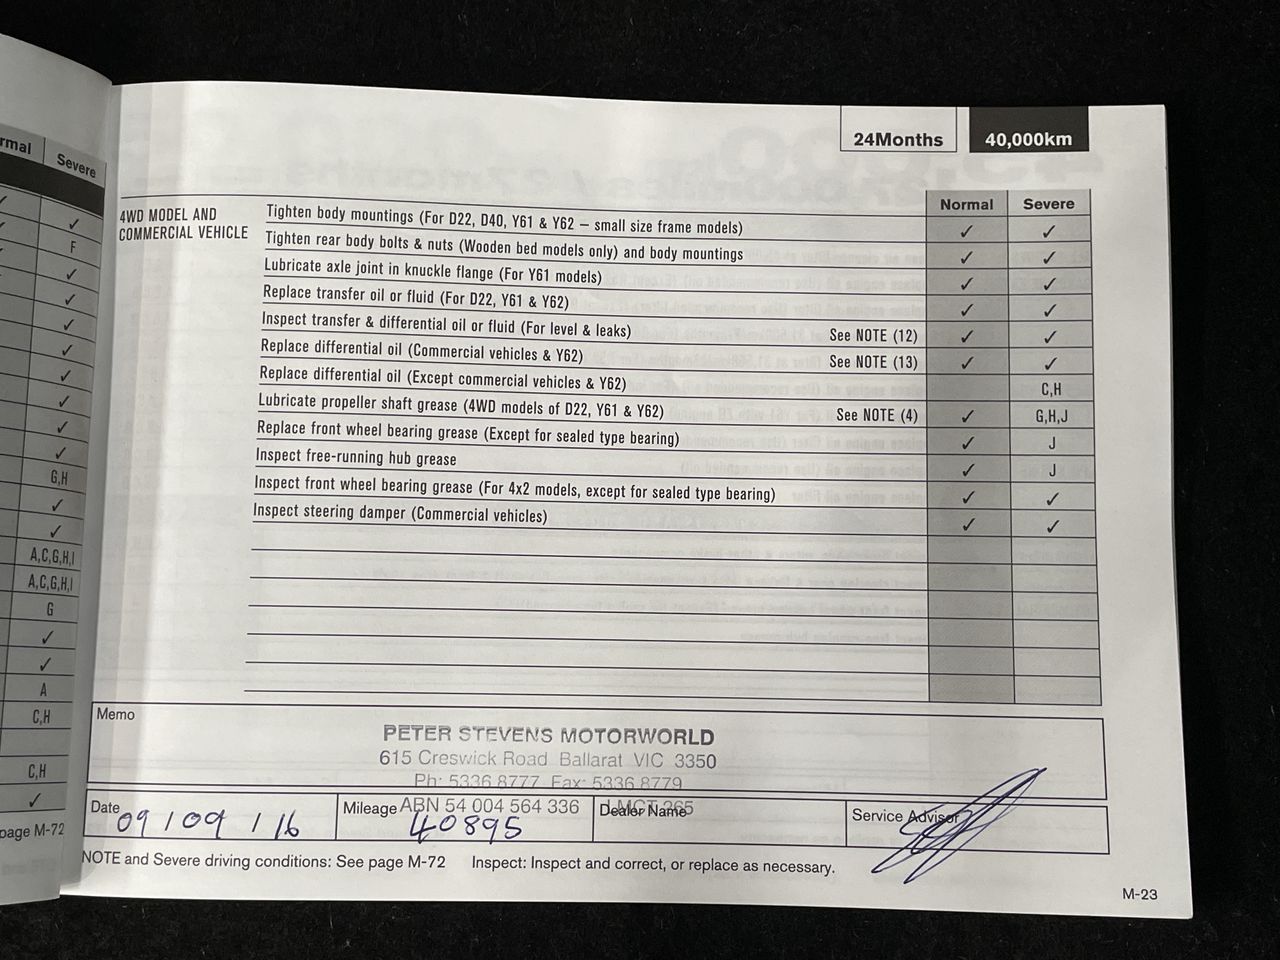 rmal Severe
✓ ✓
F
✓
✓
✓
✓
✓
✓
✓
✓
G,H
✓
✓
A,C,G,H,I
A,C,G,H,I
G
✓
✓
A
C,H
C,H
✓
page M-72
24Months 40,000km
Normal Severe
4WD MODEL AND
COMMERCIAL VEHICLE
Tighten body mountings (For D22, D40, Y61 & Y62 – small size frame models) ✓ ✓
Tighten rear body bolts & nuts (Wooden bed models only) and body mountings ✓ ✓
Lubricate axle joint in knuckle flange (For Y61 models) ✓ ✓
Replace transfer oil or fluid (For D22, Y61 & Y62) ✓ ✓
Inspect transfer & differential oil or fluid (For level & leaks) See NOTE (12) ✓ ✓
Replace differential oil (Commercial vehicles & Y62) See NOTE (13) ✓ ✓
Replace differential oil (Except commercial vehicles & Y62) C,H
Lubricate propeller shaft grease (4WD models of D22, Y61 & Y62) See NOTE (4) ✓ G,H,J
Replace front wheel bearing grease (Except for sealed type bearing) ✓ J
Inspect free-running hub grease ✓ J
Inspect front wheel bearing grease (For 4x2 models, except for sealed type bearing) ✓ ✓
Inspect steering damper (Commercial vehicles) ✓ ✓
Memo
PETER STEVENS MOTORWORLD
615 Creswick Road Ballarat VIC 3350
Ph: 5336 8777 Fax: 5336 8779
ABN 54 004 564 336 LMCT 265
Date 09/09/16 Mileage 40895 Dealer Name Service Advisor
NOTE and Severe driving conditions: See page M-72 Inspect: Inspect and correct, or replace as necessary.
M-23